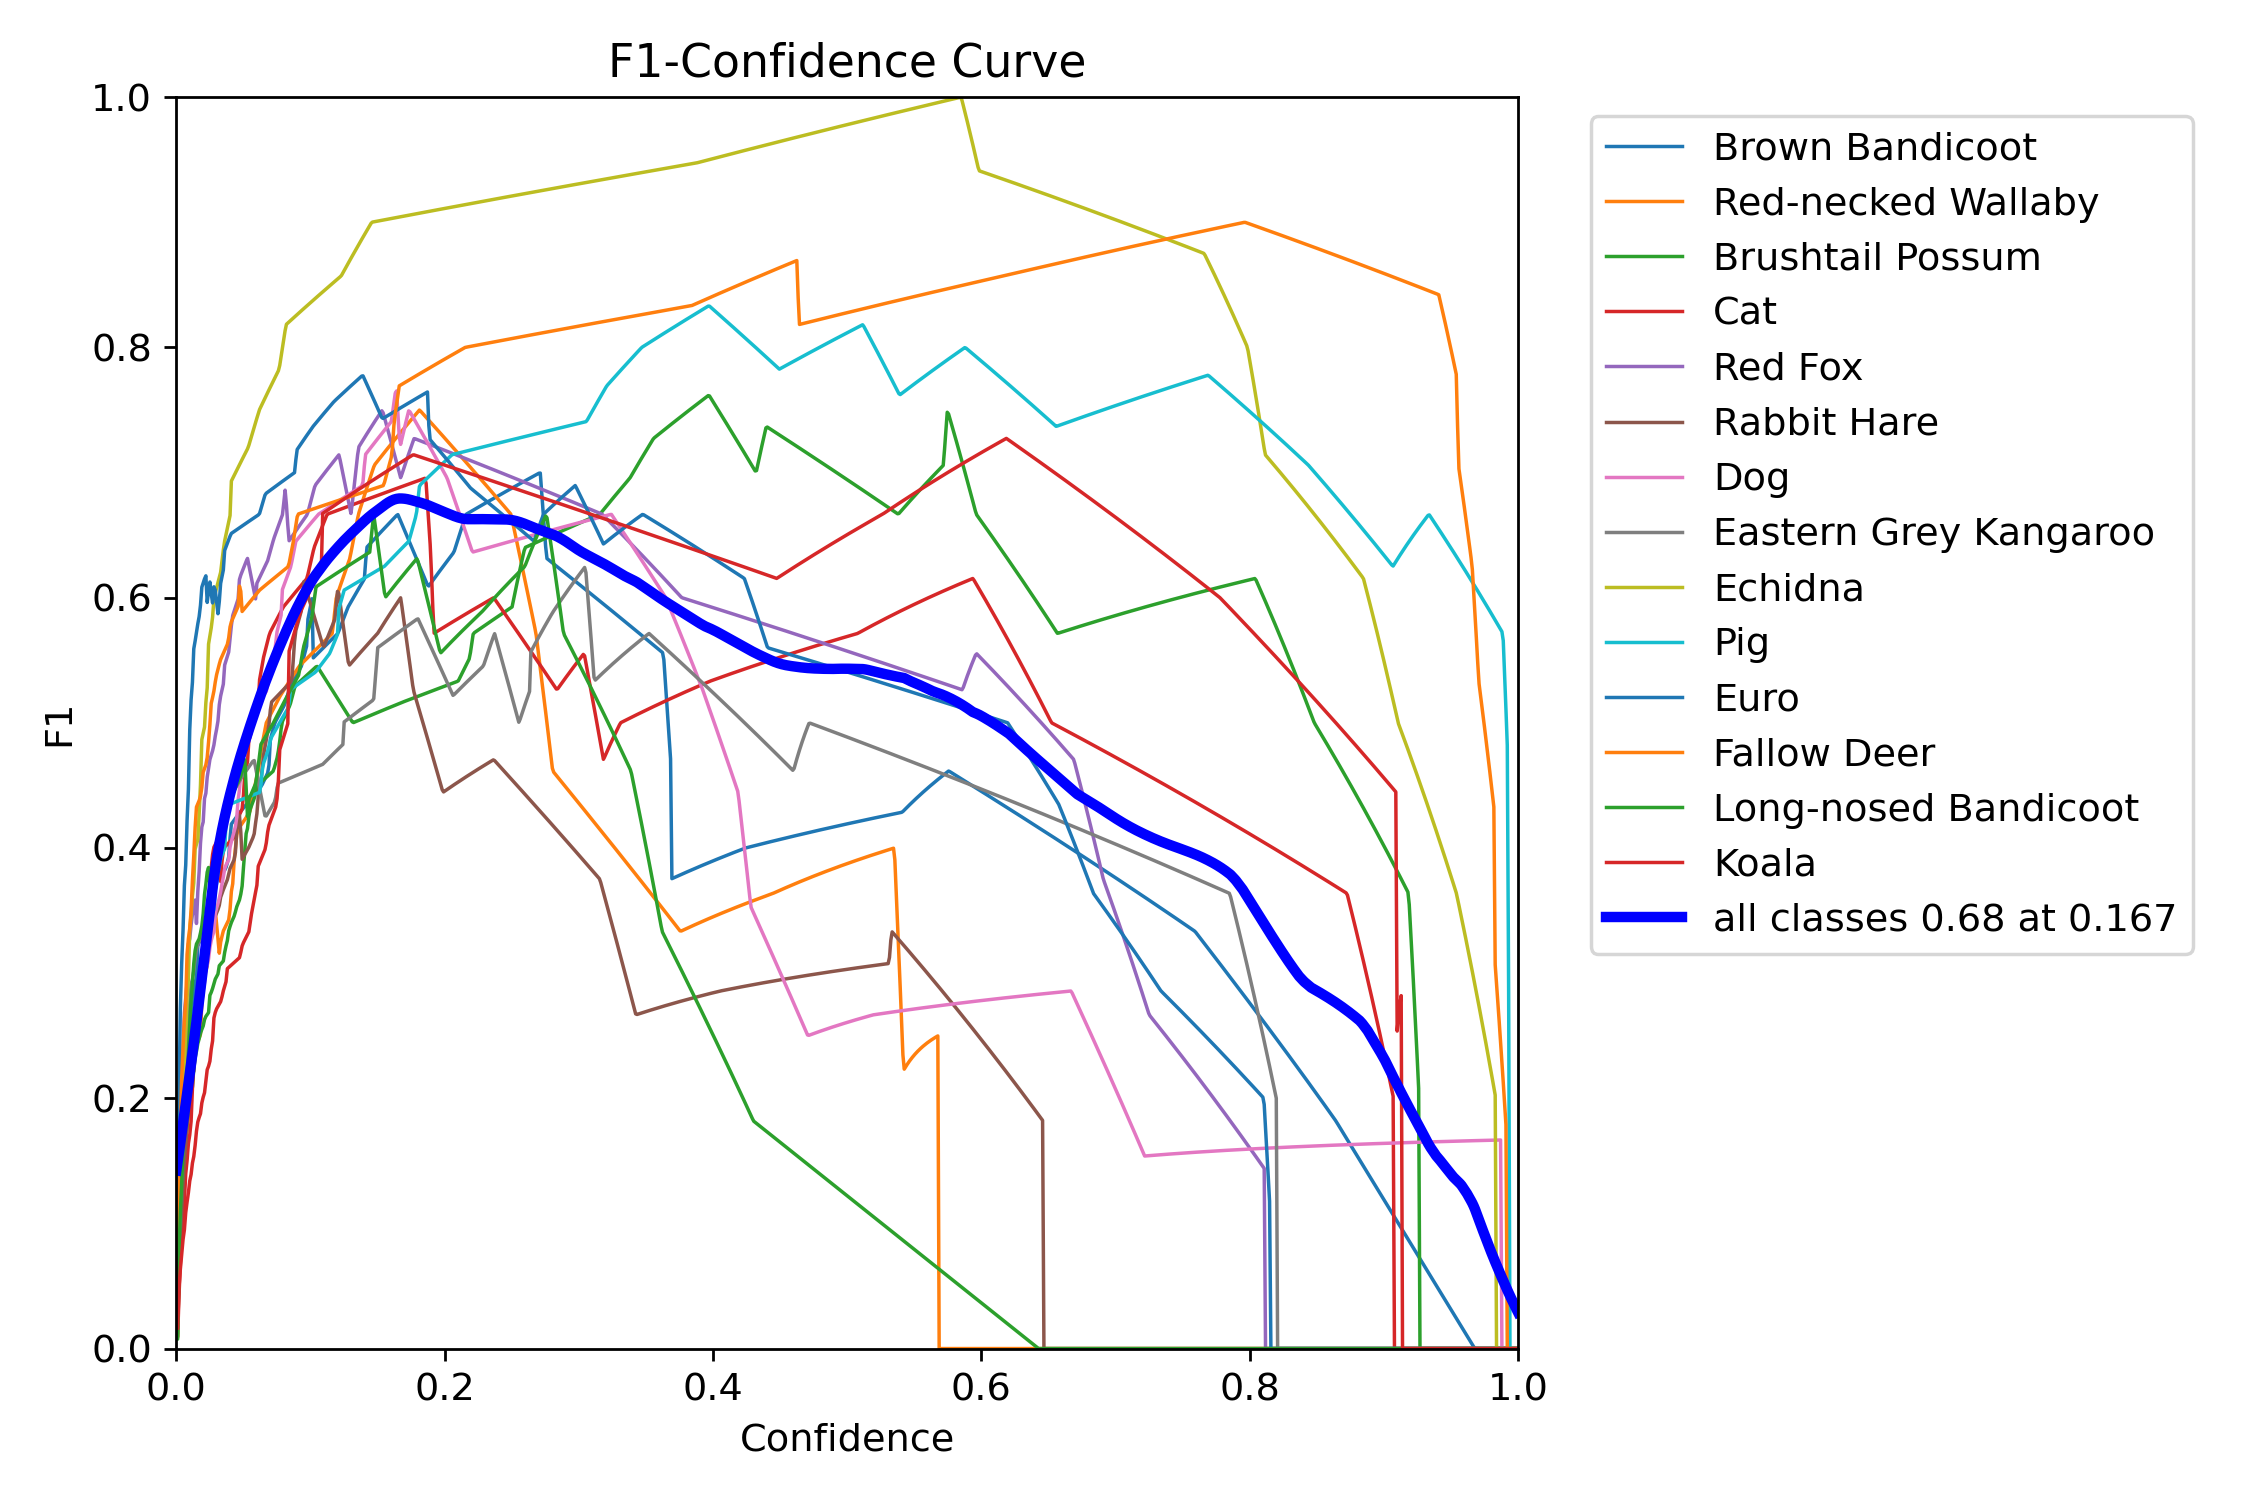 F1-Confidence Curve
1.0
0.8
0.6
0.4
0.2
0.0
F1
0.0 0.2 0.4 0.6 0.8 1.0
Confidence
Brown Bandicoot
Red-necked Wallaby
Brushtail Possum
Cat
Red Fox
Rabbit Hare
Dog
Eastern Grey Kangaroo
Echidna
Pig
Euro
Fallow Deer
Long-nosed Bandicoot
Koala
all classes 0.68 at 0.167